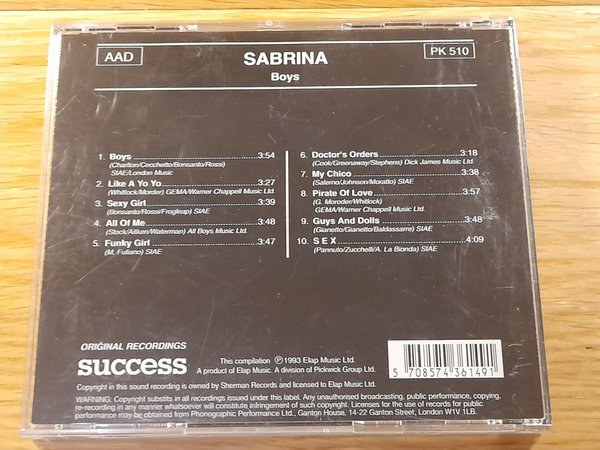 AAD
SABRINA
PK 510
Boys
1. Boys 3:54
(Charlton/Cecchetto/Bonsanto/Rossi)
SIAE/London Music
2. Like A Yo Yo 3:27
(Whitlock/Morder) GEMA/Warner Chappell Music Ltd.
3. Sexy Girl 3:39
(Bonsanto/Rossi/Frogleap) SIAE
4. All Of Me 3:48
(Stock/Aitken/Waterman) All Boys Music Ltd.
5. Funky Girl 3:47
(M. Fuliano) SIAE
6. Doctor's Orders 3:18
(Cook/Greenaway/Stephens) Dick James Music Ltd.
7. My Chico 3:38
(Salerno/Johnson/Moratto) SIAE
8. Pirate Of Love 3:57
G. Moroder/Whitlock)
GEMA/Warner Chappell Music Ltd.
9. Guys And Dolls 3:48
(Gianetto/Gianetto/Baldassarre) SIAE
10. S E X 4:09
(Pannuto/Zucchelli/A. La Bionda) SIAE
ORIGINAL RECORDINGS
success
This compilation ℗ 1993 Elap Music Ltd.
A product of Elap Music. A division of Pickwick Group Ltd.
5 708574 361491
Copyright in this sound recording is owned by Sherman Records and licensed to Elap Music Ltd.
WARNING: Copyright substits in all recordings issued under this label. Any unauthorised broadcasting, public performance, copying,
re-recording in any manner whatsoever will constitute infringement of such copyright. Licenses for the use of records for public
performance may be obtained from Phonographic Performance Ltd., Ganton House, 14-22 Ganton Street, London W1V 1LB.